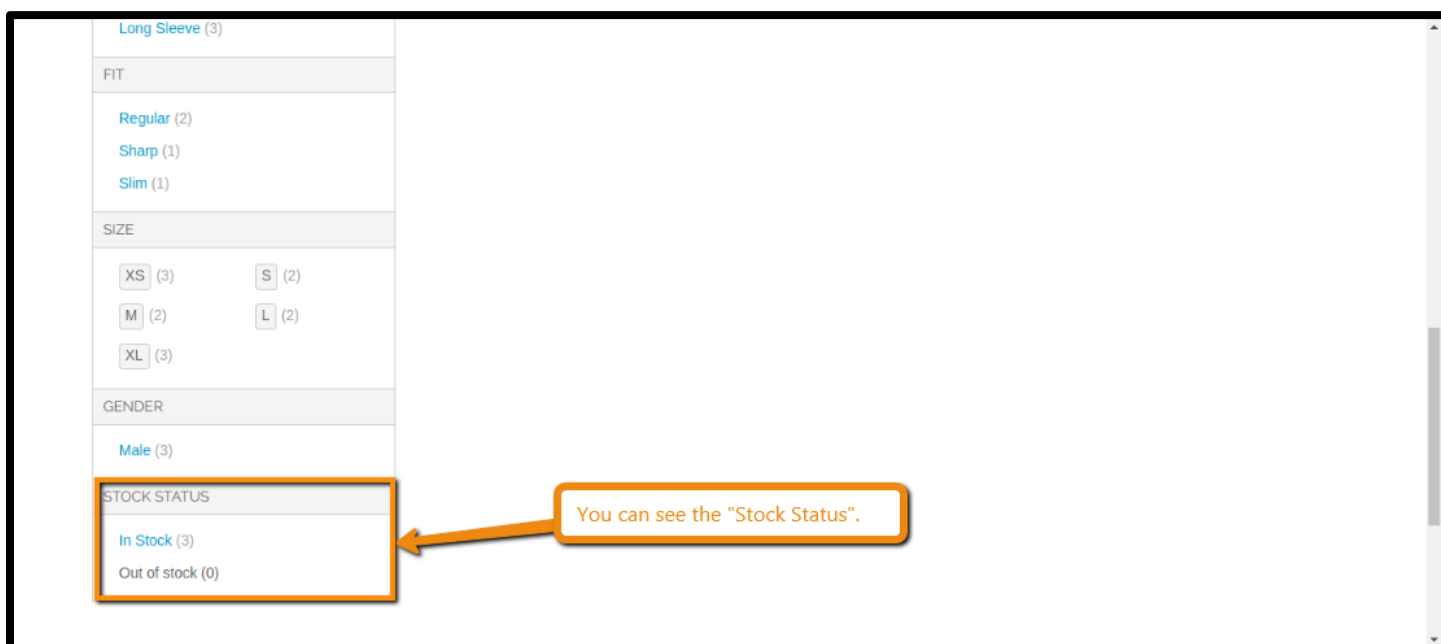 Long Sleeve (3)
FIT
Regular (2)
Sharp (1)
Slim (1)
SIZE
XS (3) S (2)
M (2) L (2)
XL (3)
GENDER
Male (3)
STOCK STATUS
You can see the "Stock Status".
In Stock (3)
Out of stock (0)